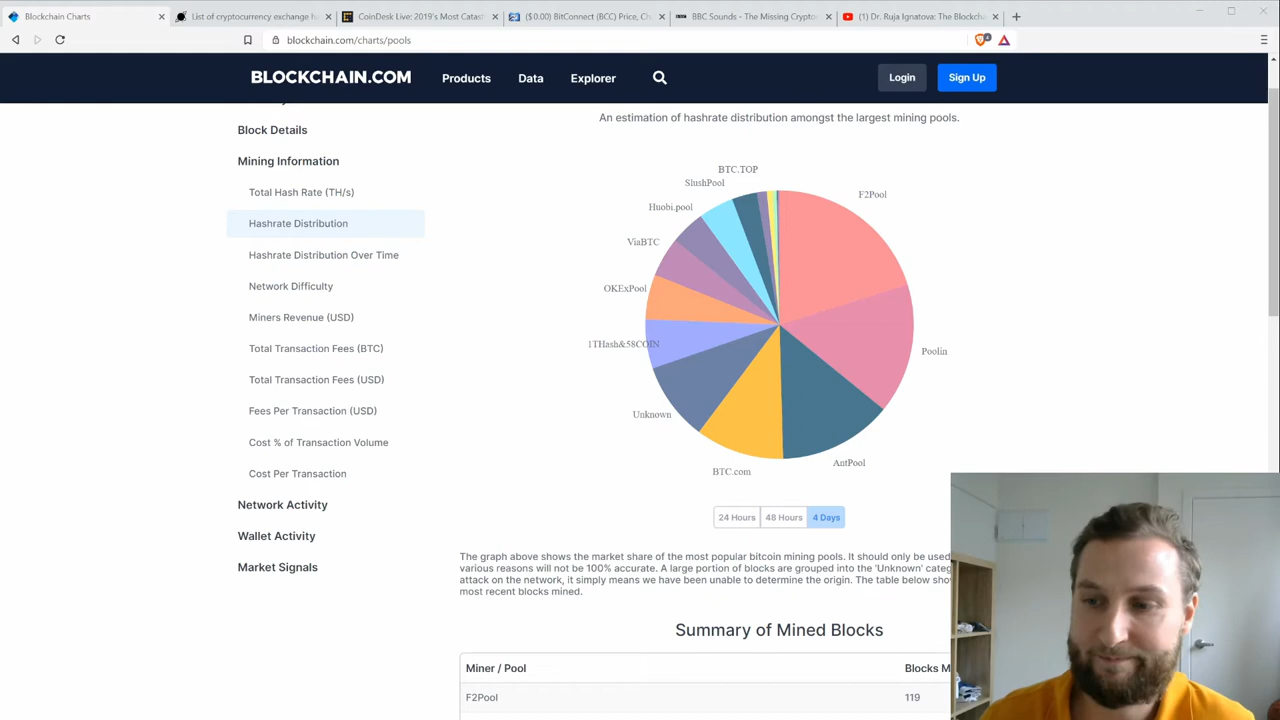 Blockchain Charts
List of cryptocurrency exchange h
CoinDesk Live: 2019's Most Catast
($0.00) BitConnect (BCC) Price, Ch
BBC Sounds - The Missing Crypto
(1) Dr. Ruja Ignatova: The Blockcha
blockchain.com/charts/pools
4
BLOCKCHAIN.COM
Products
Data
Explorer
Login
Sign Up
Block Details
Mining Information
Total Hash Rate (TH/s)
Hashrate Distribution
Hashrate Distribution Over Time
Network Difficulty
Miners Revenue (USD)
Total Transaction Fees (BTC)
Total Transaction Fees (USD)
Fees Per Transaction (USD)
Cost % of Transaction Volume
Cost Per Transaction
Network Activity
Wallet Activity
Market Signals
An estimation of hashrate distribution amongst the largest mining pools.
BTC.TOP
SlushPool
Huobi.pool
ViaBTC
OKExPool
1THash&58COIN
Unknown
BTC.com
AntPool
Poolin
F2Pool
24 Hours
48 Hours
4 Days
The graph above shows the market share of the most popular bitcoin mining pools. It should only be used
various reasons will not be 100% accurate. A large portion of blocks are grouped into the 'Unknown' categ
attack on the network, it simply means we have been unable to determine the origin. The table below sho
most recent blocks mined.
Summary of Mined Blocks
Miner / Pool
Blocks M
F2Pool
119